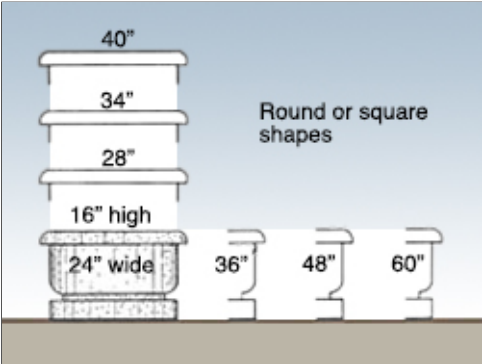 40”
34”
Round or square
shapes
28”
16” high
24” wide
36”
48”
60”